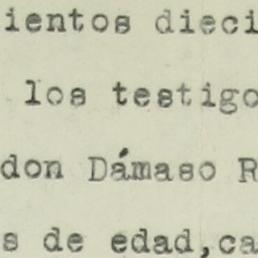 ientos dieci
los testigo
don Dámaso R
s de edad,ca